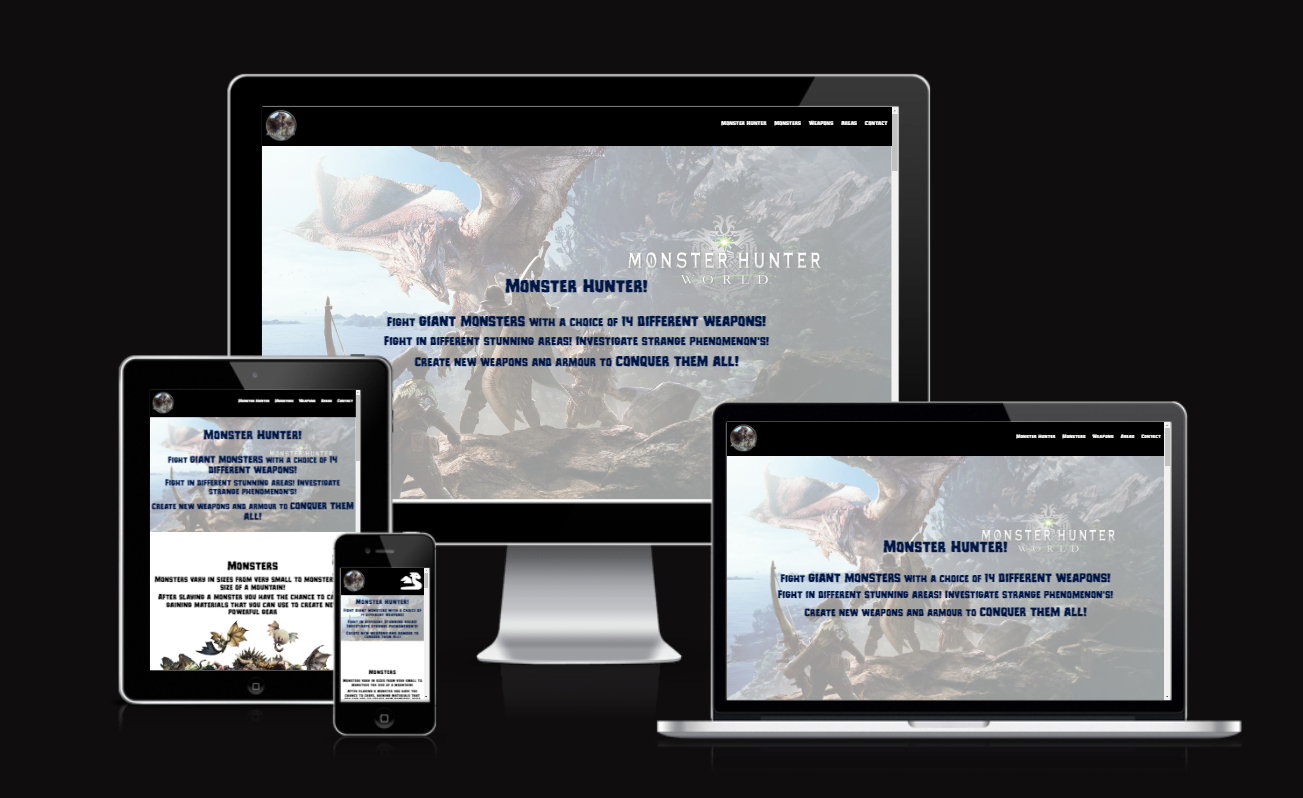 Monster Hunter Monsters Weapons Areas Contact
MONSTER HUNTER
WORLD
Monster Hunter!
Fight GIANT MONSTERS with a choice of 14 DIFFERENT WEAPONS!
Fight in different stunning areas! Investigate strange phenomenon's!
Create new weapons and armour to CONQUER THEM ALL!
Monster Hunter Monsters Weapons Areas Contact
Monster Hunter!
MONSTER HUNTER
Fight GIANT MONSTERS with a choice of 14
DIFFERENT WEAPONS!
Fight in different stunning areas! Investigate
strange phenomenon's!
Create new weapons and armour to CONQUER THEM
ALL!
Monsters
Monsters vary in sizes from very small to monster
size of a mountain!
After slaying a monster you have the chance to c
gaining materials that you can use to create ne
powerful gear
Monster Hunter!
Fight GIANT MONSTERS with a choice of
14 DIFFERENT WEAPONS!
Fight in different stunning areas!
Investigate strange phenomenon's!
Create new weapons and armour to
CONQUER THEM ALL!
Monsters
Monsters vary in sizes from very small to
monsters the size of a mountain!
After slaying a monster you have the
chance to carve, gaining materials that
Monster Hunter Monsters Weapons Areas Contact
MONSTER HUNTER
WORLD
Monster Hunter!
Fight GIANT MONSTERS with a choice of 14 DIFFERENT WEAPONS!
Fight in different stunning areas! Investigate strange phenomenon's!
Create new weapons and armour to CONQUER THEM ALL!